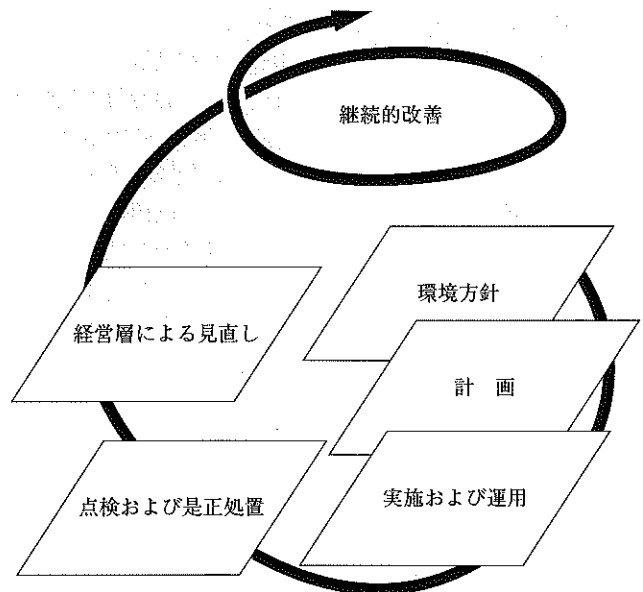 継続的改善
環境方針
計　画
実施および運用
点検および是正処置
経営層による見直し